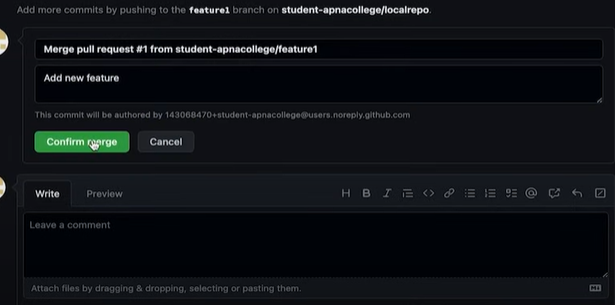 Add more commits by pushing to the feature1 branch on student-apnacollege/localrepo.
Merge pull request #1 from student-apnacollege/feature1
Add new feature
This commit will be authored by 143068470+student-apnacollege@users.noreply.github.com
Confirm merge Cancel
Write Preview H B I @
Leave a comment
Attach files by dragging & dropping, selecting or pasting them.